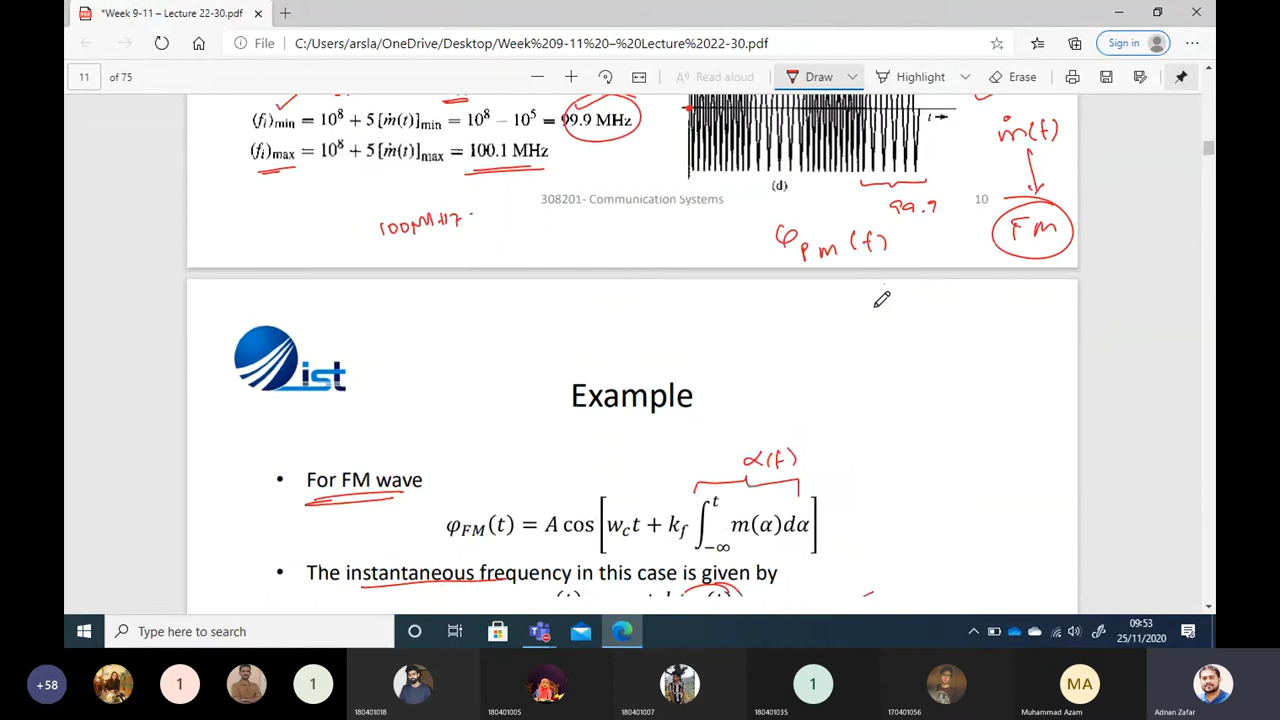 *Week 9-11 – Lecture 22-30.pdf
File C:/Users/arsla/OneDrive/Desktop/Week%209-11%20–%20Lecture%2022-30.pdf
Sign in
11 of 75
Read aloud
Draw
Highlight
Erase
(fi)min = 10⁸ + 5[ṁ(t)]min = 10⁸ − 10⁵ = 99.9 MHz
(fi)max = 10⁸ + 5[ṁ(t)]max = 100.1 MHz
t
(d)
ṁ(t)
FM
308201- Communication Systems
10
99.9
100MHz
φPM(t)
ist
Example
α(t)
• For FM wave
φFM(t) = A cos[wct + kf ∫−∞t m(α)dα]
• The instantaneous frequency in this case is given by
Type here to search
09:53
25/11/2020
+58
1
1
180401018
180401005
180401007
1
180401035
170401056
MA
Muhammad Azam
Adnan Zafar